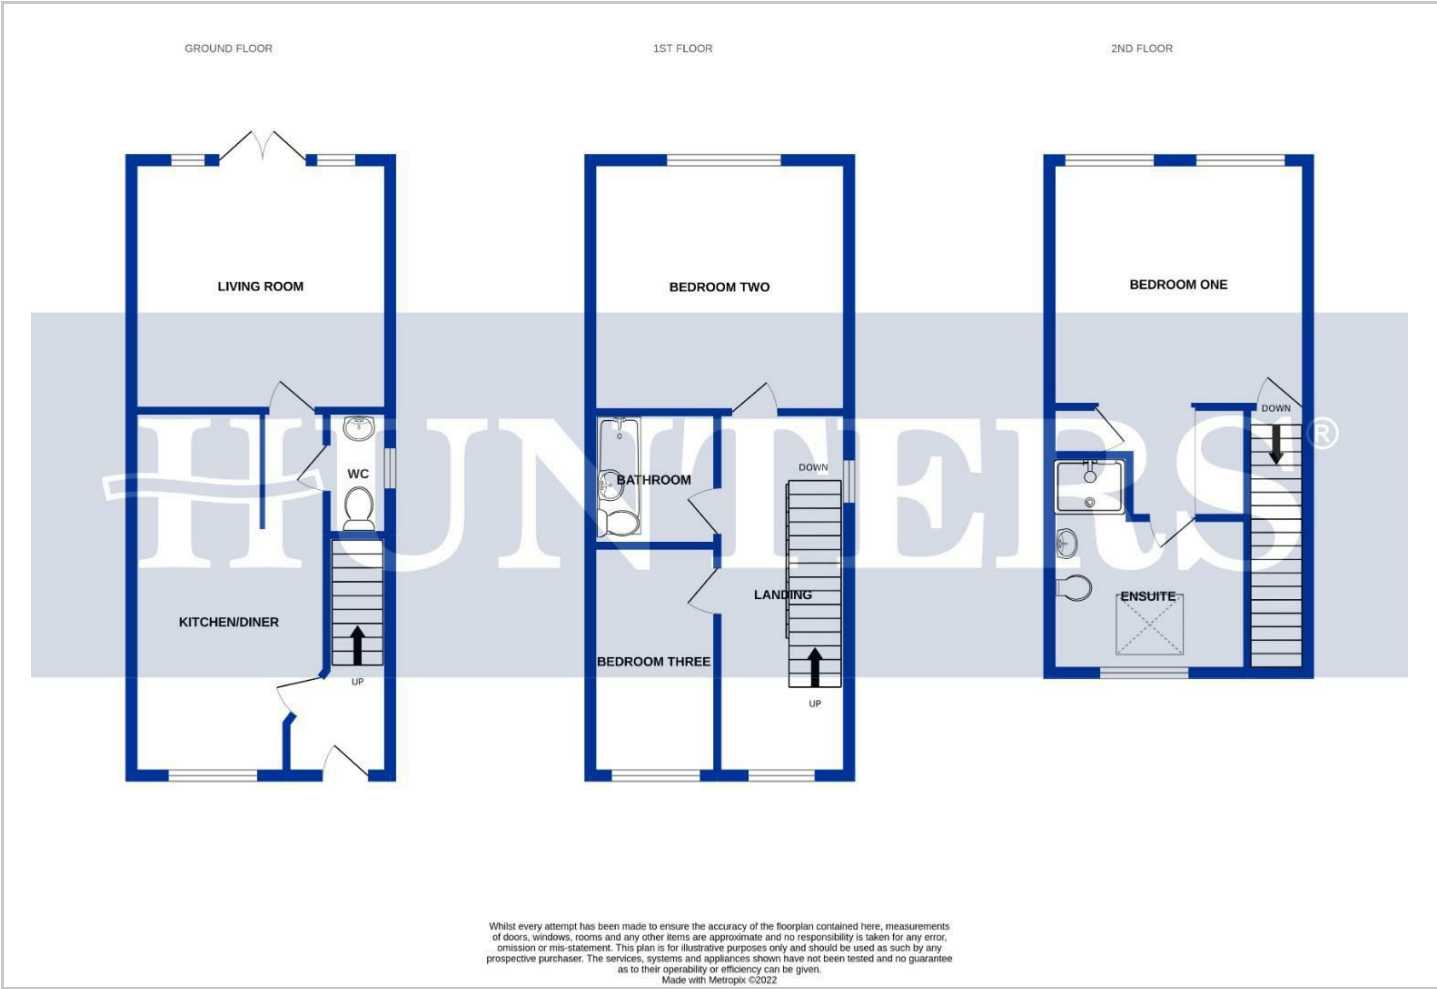 GROUND FLOOR
1ST FLOOR
2ND FLOOR
LIVING ROOM
BEDROOM TWO
BEDROOM ONE
DOWN
HUNTERS®
WC
BATHROOM
DOWN
KITCHEN/DINER
LANDING
ENSUITE
BEDROOM THREE
UP
UP
Whilst every attempt has been made to ensure the accuracy of the floorplan contained here, measurements
of doors, windows, rooms and any other items are approximate and no responsibility is taken for any error,
omission or mis-statement. This plan is for illustrative purposes only and should be used as such by any
prospective purchaser. The services, systems and appliances shown have not been tested and no guarantee
as to their operability or efficiency can be given.
Made with Metropix ©2022